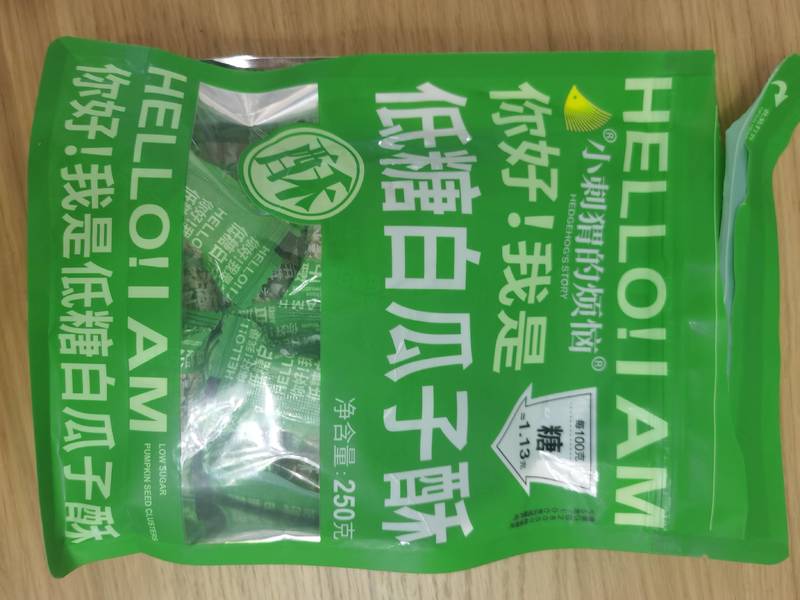 HELLO! I AM
小刺猬的烦恼®
HEDGEHOG'S STORY
你好!我是
每100克
糖
≈1.13克
低糖白瓜子酥
净含量:250克
酥
HELLO! I AM
LOW SUGAR
PUMPKIN SEED CLUSTERS
你好!我是低糖白瓜子酥